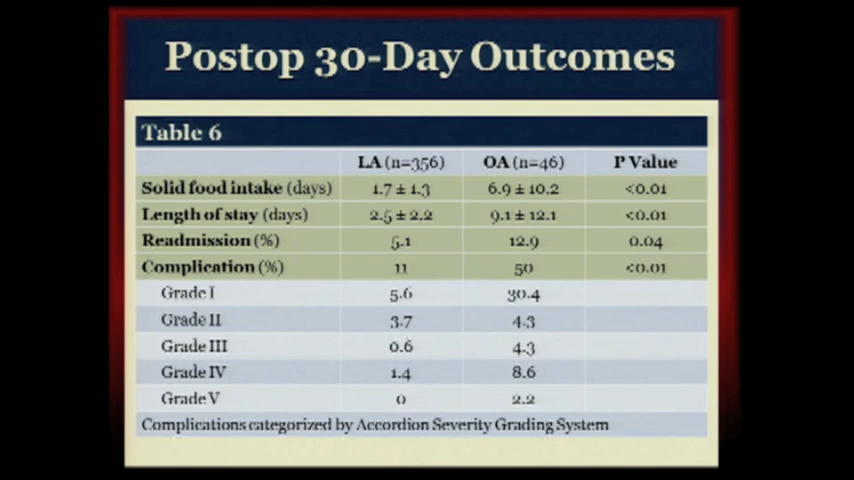 Postop 30-Day Outcomes
Table 6
LA (n=356) OA (n=46) P Value
Solid food intake (days) 1.7 ± 1.3 6.9 ± 10.2 <0.01
Length of stay (days) 2.5 ± 2.2 9.1 ± 12.1 <0.01
Readmission (%) 5.1 12.9 0.04
Complication (%) 11 50 <0.01
Grade I 5.6 30.4
Grade II 3.7 4.3
Grade III 0.6 4.3
Grade IV 1.4 8.6
Grade V 0 2.2
Complications categorized by Accordion Severity Grading System